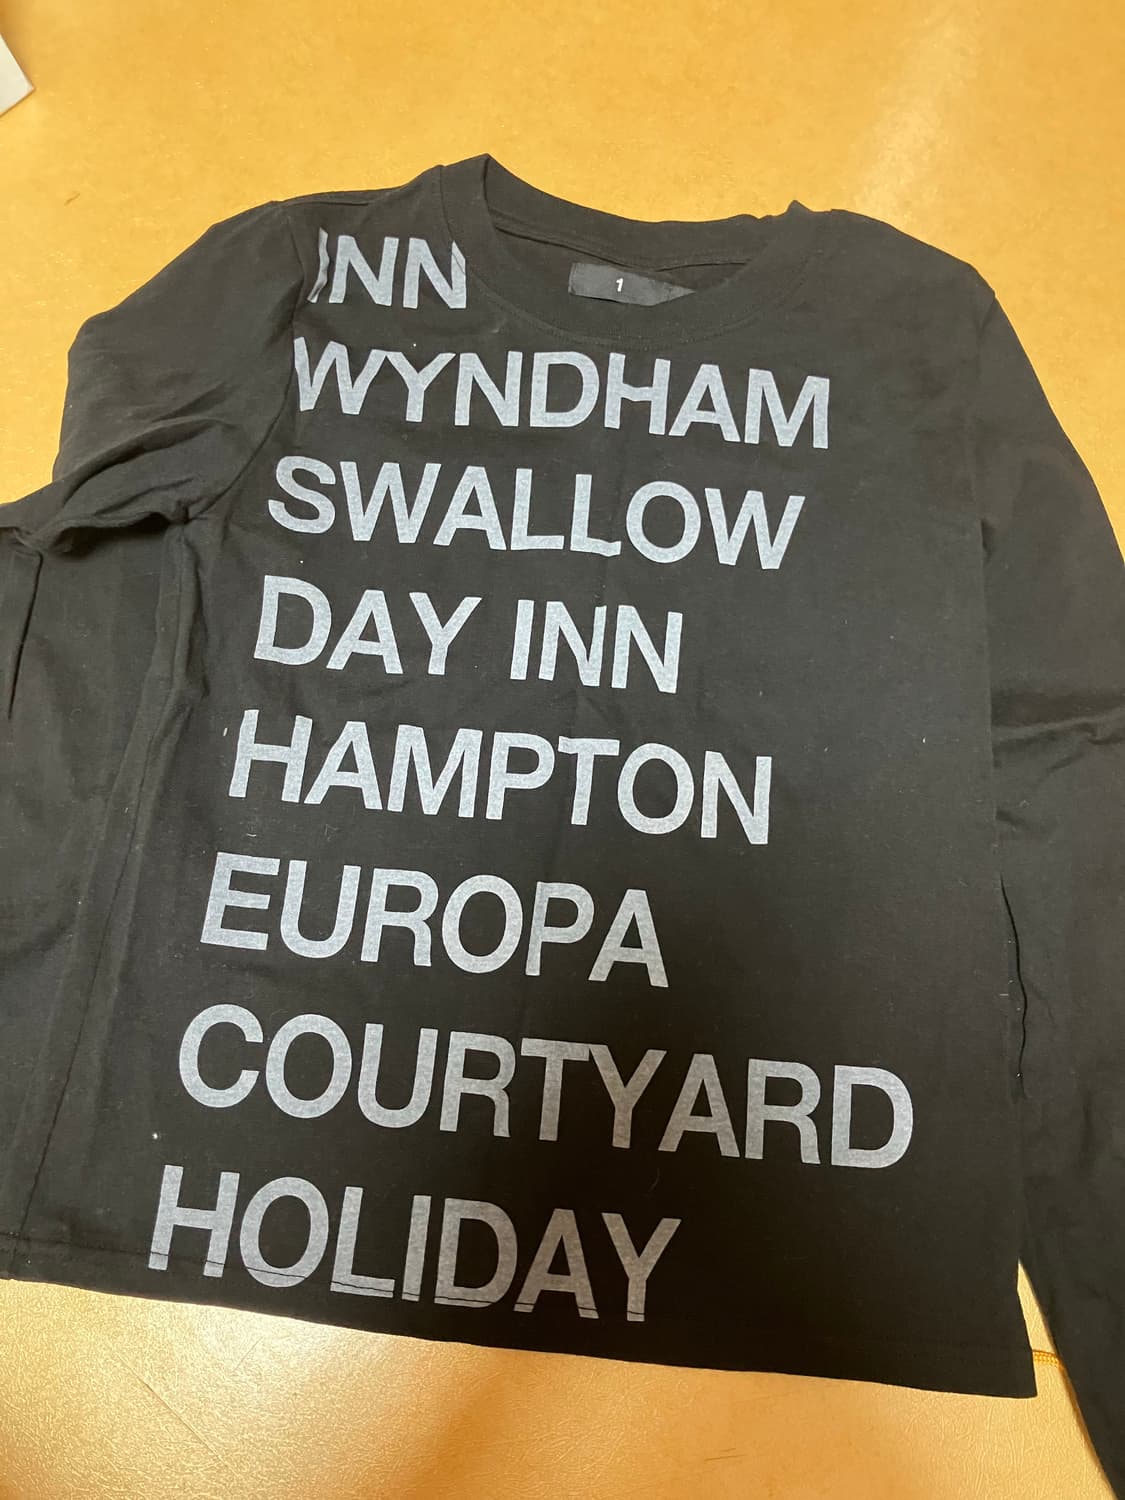 1
INN
WYNDHAM
SWALLOW
DAY INN
HAMPTON
EUROPA
COURTYARD
HOLIDAY